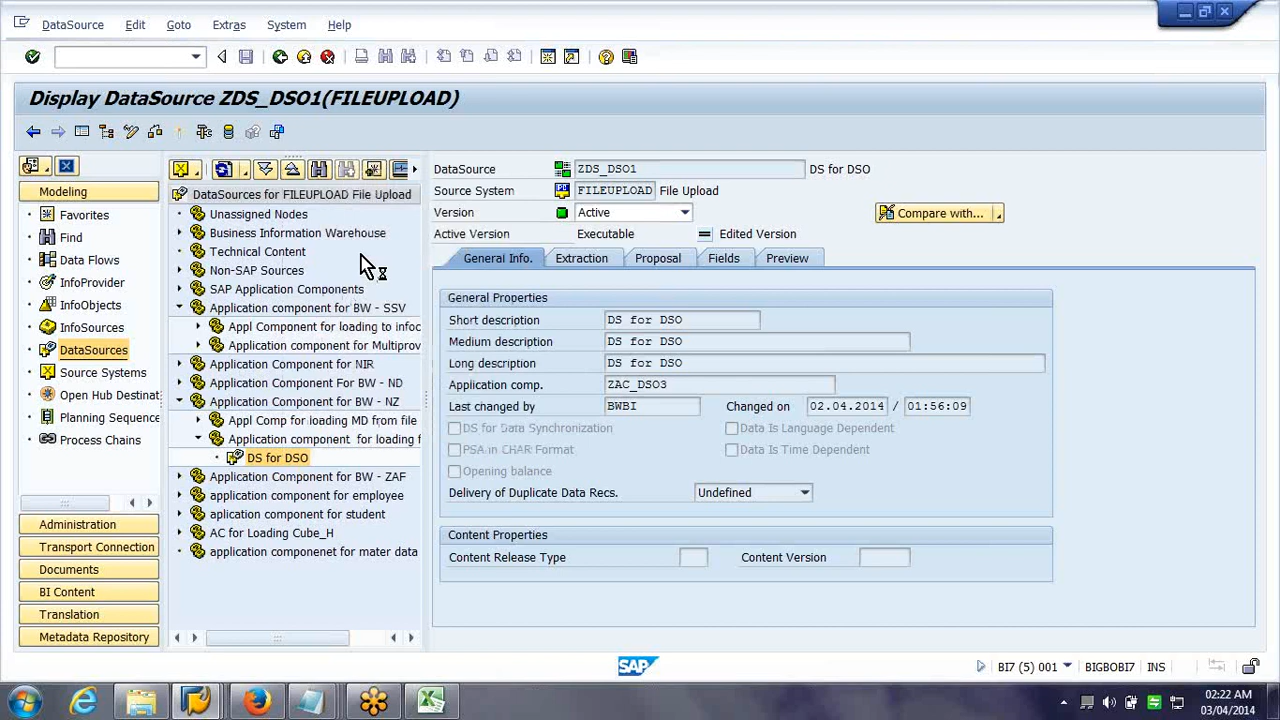 DataSource Edit Goto Extras System Help
Display DataSource ZDS_DSO1(FILEUPLOAD)
Modeling
Favorites
Find
Data Flows
InfoProvider
InfoObjects
InfoSources
DataSources
Source Systems
Open Hub Destinat
Planning Sequence
Process Chains
Administration
Transport Connection
Documents
BI Content
Translation
Metadata Repository
DataSources for FILEUPLOAD File Upload
Unassigned Nodes
Business Information Warehouse
Technical Content
Non-SAP Sources
SAP Application Components
Application component for BW - SSV
Appl Component for loading to infoc
Application component for Multiprov
Application Component for NIR
Application Component For BW - ND
Application Component for BW - NZ
Appl Comp for loading MD from file
Application component for loading f
DS for DSO
Application Component for BW - ZAF
application Component for employee
aplication component for student
AC for Loading Cube_H
application componenet for mater data
DataSource ZDS_DSO1 DS for DSO
Source System FILEUPLOAD File Upload
Version Active Compare with...
Active Version Executable Edited Version
General Info. Extraction Proposal Fields Preview
General Properties
Short description DS for DSO
Medium description DS for DSO
Long description DS for DSO
Application comp. ZAC_DSO3
Last changed by BWBI Changed on 02.04.2014 / 01:56:09
DS for Data Synchronization Data Is Language Dependent
PSA in CHAR Format Data Is Time Dependent
Opening balance
Delivery of Duplicate Data Recs. Undefined
Content Properties
Content Release Type Content Version
SAP BI7 (5) 001 BIGBOBI7 INS
02:22 AM
03/04/2014